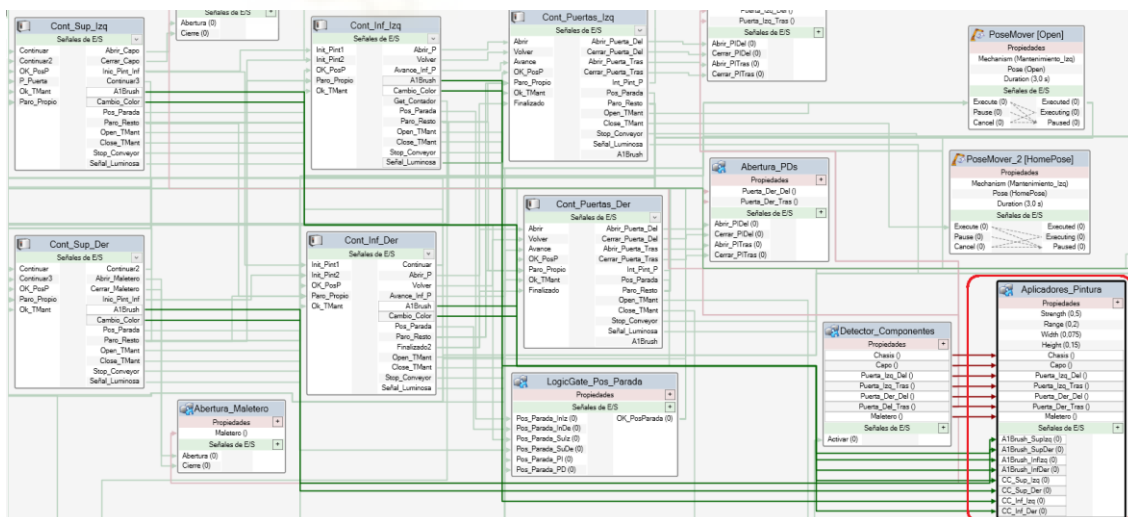 Cont_Sup_Izq
Señales de E/S
Continuar
Continuar2
OK_PosP
P_Puerta
Ok_TMant
Paro_Propio
Abrir_Capo
Cerrar_Capo
Inic_Pint_Inf
Continuar3
A1Brush
Cambio_Color
Pos_Parada
Paro_Resto
Open_TMant
Close_TMant
Stop_Conveyor
Señal_Luminosa
Señales de E/S
Abertura (0)
Cierre (0)
Cont_Inf_Izq
Señales de E/S
Init_Pint1
Init_Pint2
OK_PosP
Paro_Propio
Ok_TMant
Abrir_P
Volver
Avance_Inf_P
A1Brush
Cambio_Color
Get_Contador
Pos_Parada
Paro_Resto
Open_TMant
Close_TMant
Stop_Conveyor
Señal_Luminosa
Cont_Puertas_Izq
Señales de E/S
Abrir
Volver
Avance
OK_PosP
Paro_Propio
Ok_TMant
Finalizado
Abrir_Puerta_Del
Cerrar_Puerta_Del
Abrir_Puerta_Tras
Cerrar_Puerta_Tras
Int_Pint_P
Pos_Parada
Paro_Resto
Open_TMant
Close_TMant
Stop_Conveyor
Señal_Luminosa
A1Brush
Puerta_Izq_Tras ()
Señales de E/S
Abrir_PIDel (0)
Cerrar_PIDel (0)
Abrir_PITras (0)
Cerrar_PITras (0)
PoseMover [Open]
Propiedades
Mechanism (Mantenimiento_Izq)
Pose (Open)
Duration (3,0 s)
Señales de E/S
Execute (0)
Pause (0)
Cancel (0)
Executed (0)
Executing (0)
Paused (0)
Abertura_PDs
Propiedades
Puerta_Der_Del ()
Puerta_Der_Tras ()
Señales de E/S
Abrir_PIDel (0)
Cerrar_PIDel (0)
Abrir_PITras (0)
Cerrar_PITras (0)
PoseMover_2 [HomePose]
Propiedades
Mechanism (Mantenimiento_Izq)
Pose (HomePose)
Duration (3,0 s)
Señales de E/S
Execute (0)
Pause (0)
Cancel (0)
Executed (0)
Executing (0)
Paused (0)
Cont_Sup_Der
Señales de E/S
Continuar
Continuar3
OK_PosP
Paro_Propio
Ok_TMant
Continuar2
Abrir_Maletero
Cerrar_Maletero
Inic_Pint_Inf
A1Brush
Cambio_Color
Pos_Parada
Paro_Resto
Open_TMant
Close_TMant
Stop_Conveyor
Señal_Luminosa
Cont_Inf_Der
Señales de E/S
Init_Pint1
Init_Pint2
OK_PosP
Paro_Propio
Ok_TMant
Continuar
Abrir_P
Volver
Avance_Inf_P
A1Brush
Cambio_Color
Pos_Parada
Paro_Resto
Finalizado2
Open_TMant
Close_TMant
Stop_Conveyor
Señal_Luminosa
Cont_Puertas_Der
Señales de E/S
Abrir
Volver
Avance
OK_PosP
Paro_Propio
Ok_TMant
Finalizado
Abrir_Puerta_Del
Cerrar_Puerta_Del
Abrir_Puerta_Tras
Cerrar_Puerta_Tras
Int_Pint_P
Pos_Parada
Paro_Resto
Open_TMant
Close_TMant
Stop_Conveyor
Señal_Luminosa
A1Brush
Abertura_Maletero
Propiedades
Maletero ()
Señales de E/S
Abertura (0)
Cierre (0)
LogicGate_Pos_Parada
Propiedades
Señales de E/S
Pos_Parada_InIz (0)
Pos_Parada_InDe (0)
Pos_Parada_SuIz (0)
Pos_Parada_SuDe (0)
Pos_Parada_PI (0)
Pos_Parada_PD (0)
OK_PosParada (0)
Detector_Componentes
Propiedades
Chasis ()
Capo ()
Puerta_Izq_Del ()
Puerta_Izq_Tras ()
Puerta_Der_Del ()
Puerta_Del_Tras ()
Maletero ()
Señales de E/S
Activar (0)
Aplicadores_Pintura
Propiedades
Strength (0,5)
Range (0,2)
Width (0,075)
Height (0,15)
Chasis ()
Capo ()
Puerta_Izq_Del ()
Puerta_Izq_Tras ()
Puerta_Der_Del ()
Puerta_Der_Tras ()
Maletero ()
Señales de E/S
A1Brush_SupIzq (0)
A1Brush_SupDer (0)
A1Brush_InfIzq (0)
A1Brush_InfDer (0)
CC_Sup_Izq (0)
CC_Sup_Der (0)
CC_Inf_Izq (0)
CC_Inf_Der (0)